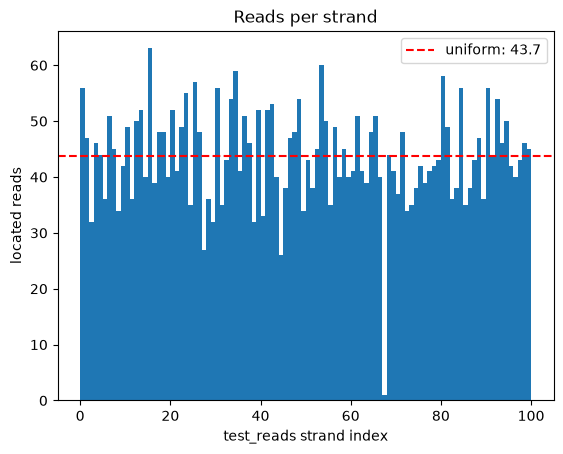 Reads per strand
uniform: 43.7
located reads
60
50
40
30
20
10
0
0 20 40 60 80 100
test_reads strand index